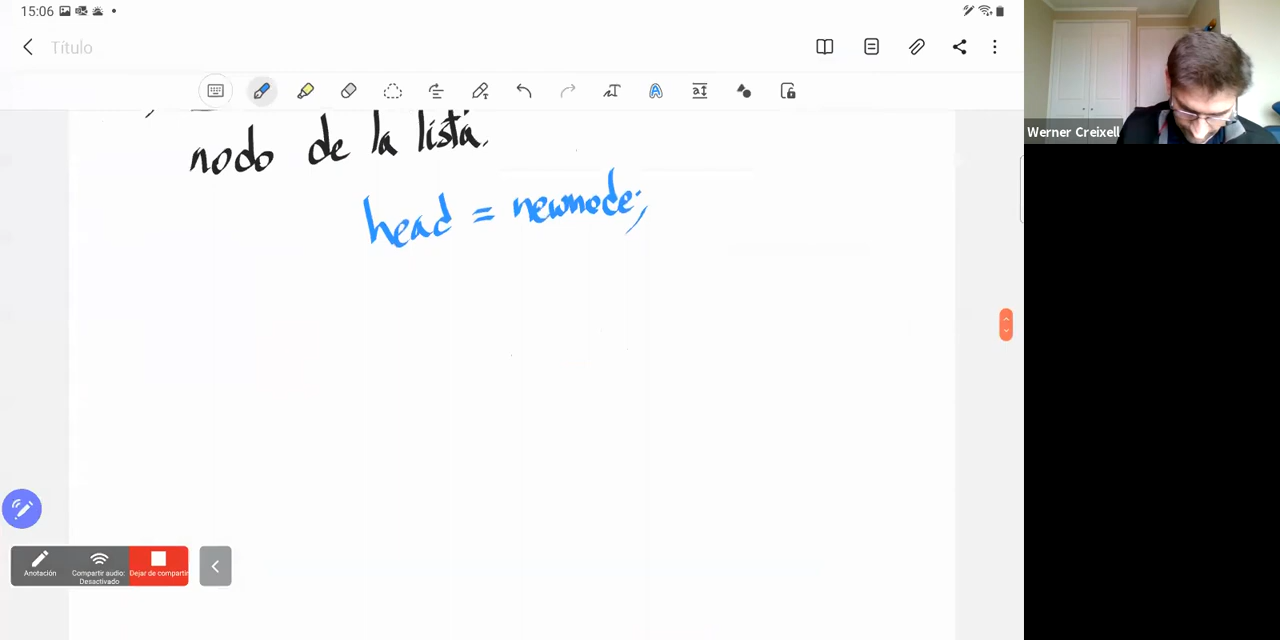 15:06
Título
nodo de la lista.
head = newnode;
Werner Creixell
Anotación
Compartir audio:
Desactivado
Dejar de compartir